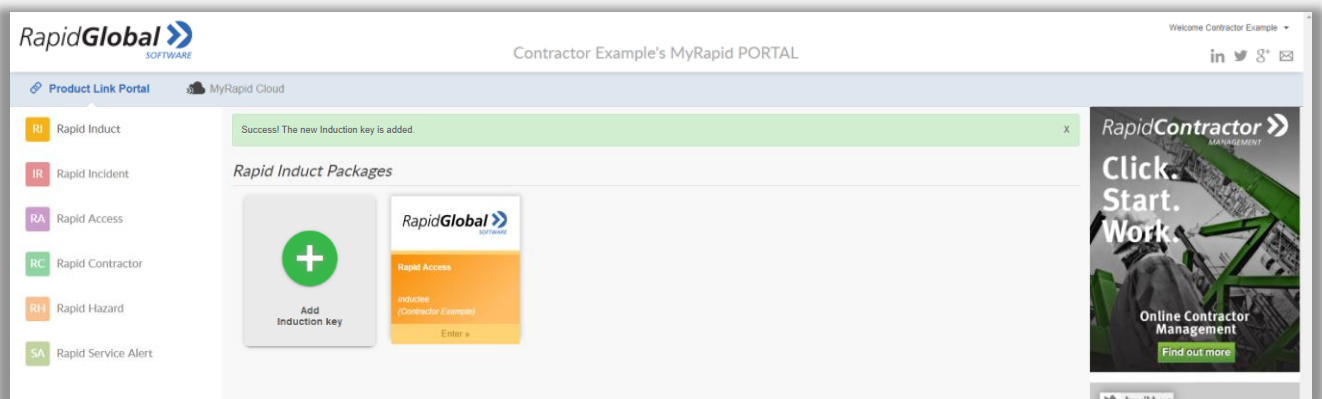 RapidGlobal
SOFTWARE
Welcome Contractor Example
Contractor Example's MyRapid PORTAL
in
g+
Product Link Portal
MyRapid Cloud
RI Rapid Induct
IR Rapid Incident
RA Rapid Access
RC Rapid Contractor
RH Rapid Hazard
SA Rapid Service Alert
Success! The new Induction key is added.
X
Rapid Induct Packages
Add
Induction key
RapidGlobal
SOFTWARE
Rapid Access
Inductee
(Contractor Example)
Enter »
RapidContractor
MANAGEMENT
Click.
Start.
Work.
Online Contractor
Management
Find out more